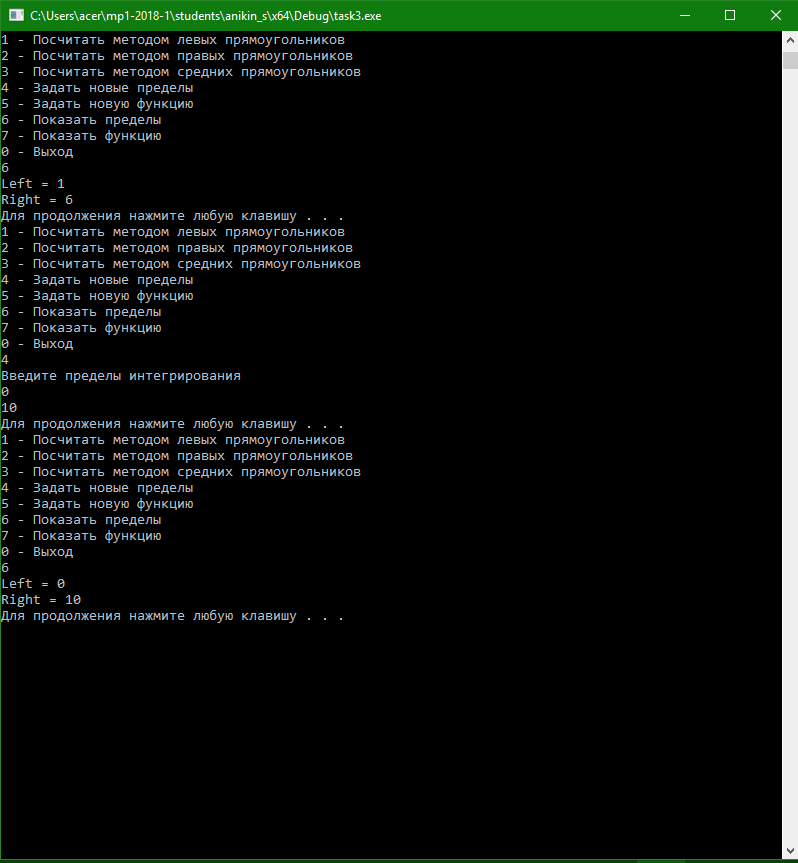 C:\Users\acer\mp1-2018-1\students\anikin_s\x64\Debug\task3.exe
1 - Посчитать методом левых прямоугольников
2 - Посчитать методом правых прямоугольников
3 - Посчитать методом средних прямоугольников
4 - Задать новые пределы
5 - Задать новую функцию
6 - Показать пределы
7 - Показать функцию
0 - Выход
6
Left = 1
Right = 6
Для продолжения нажмите любую клавишу . . .
1 - Посчитать методом левых прямоугольников
2 - Посчитать методом правых прямоугольников
3 - Посчитать методом средних прямоугольников
4 - Задать новые пределы
5 - Задать новую функцию
6 - Показать пределы
7 - Показать функцию
0 - Выход
4
Введите пределы интегрирования
0
10
Для продолжения нажмите любую клавишу . . .
1 - Посчитать методом левых прямоугольников
2 - Посчитать методом правых прямоугольников
3 - Посчитать методом средних прямоугольников
4 - Задать новые пределы
5 - Задать новую функцию
6 - Показать пределы
7 - Показать функцию
0 - Выход
6
Left = 0
Right = 10
Для продолжения нажмите любую клавишу . . .